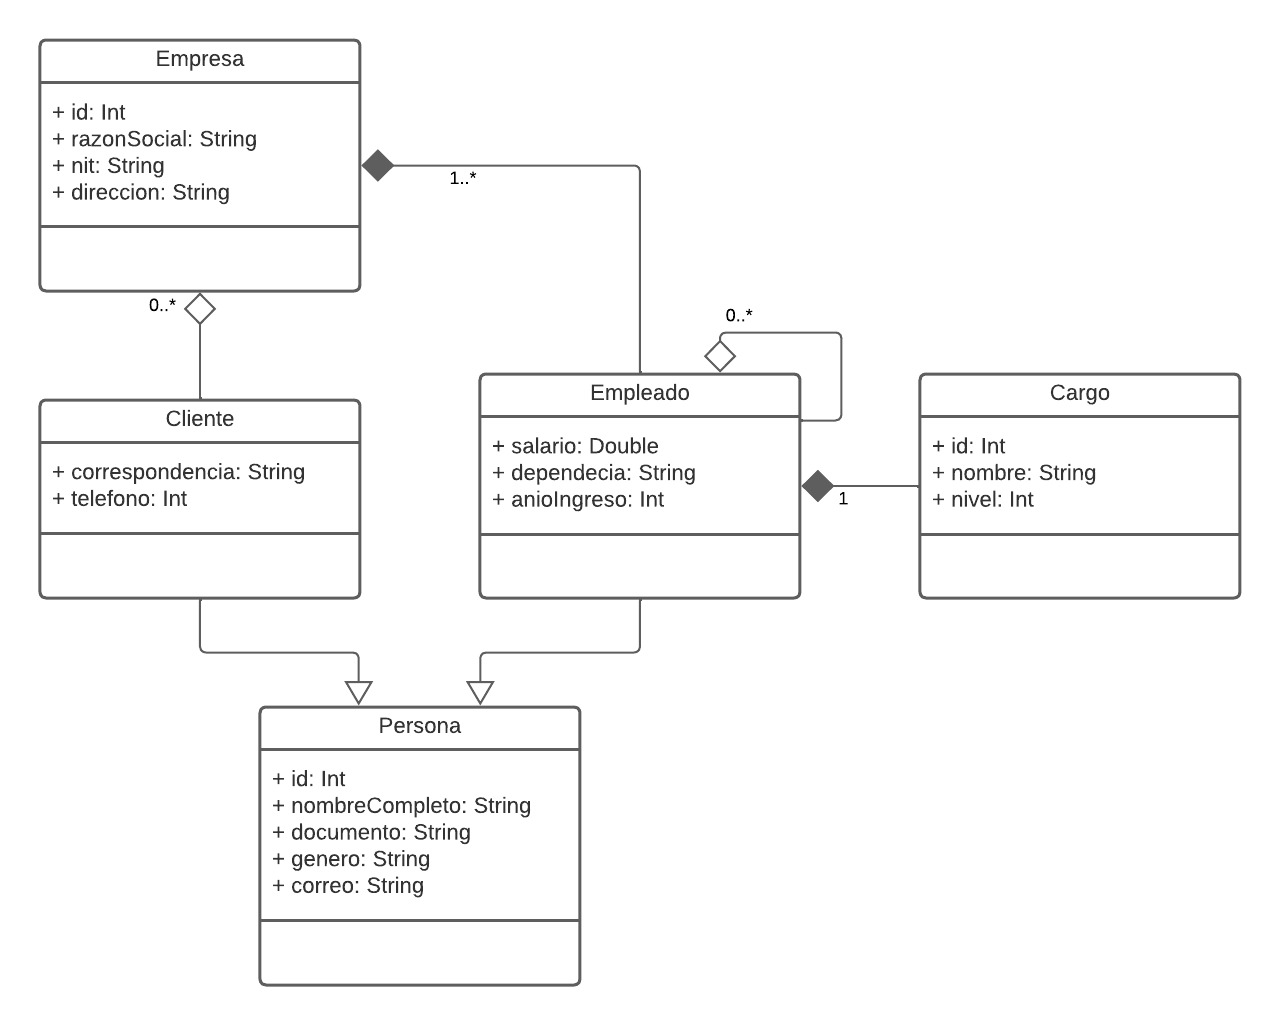 Empresa
+ id: Int
+ razonSocial: String
+ nit: String
+ direccion: String
1..*
0..*
Cliente
+ correspondencia: String
+ telefono: Int
0..*
Empleado
+ salario: Double
+ dependecia: String
+ anioIngreso: Int
1
Cargo
+ id: Int
+ nombre: String
+ nivel: Int
Persona
+ id: Int
+ nombreCompleto: String
+ documento: String
+ genero: String
+ correo: String